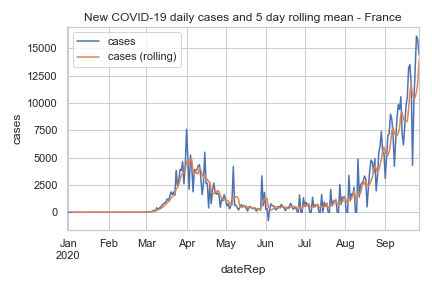 New COVID-19 daily cases and 5 day rolling mean - France
cases
cases (rolling)
15000
12500
10000
7500
5000
2500
0
cases
Jan Feb Mar Apr May Jun Jul Aug Sep
2020
dateRep